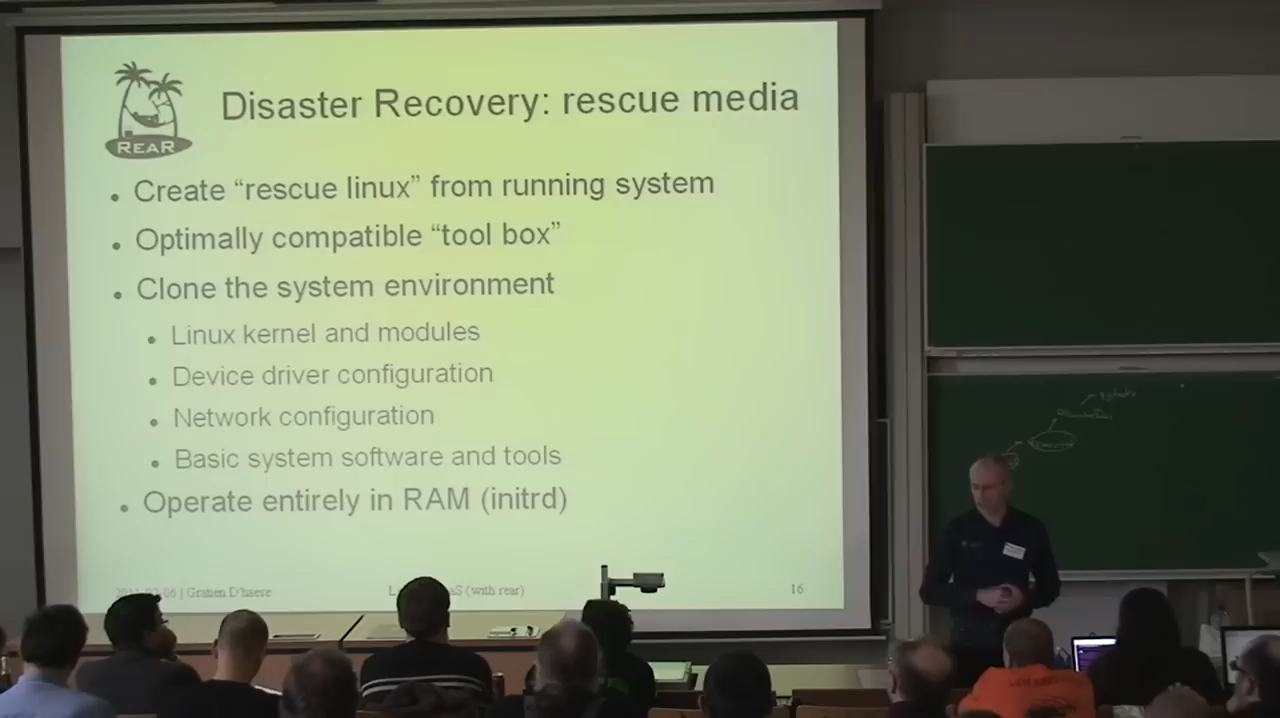 REAR
Disaster Recovery: rescue media
• Create “rescue linux” from running system
• Optimally compatible “tool box”
• Clone the system environment
• Linux kernel and modules
• Device driver configuration
• Network configuration
• Basic system software and tools
• Operate entirely in RAM (initrd)
| Gratien D'haese
(with rear)
16